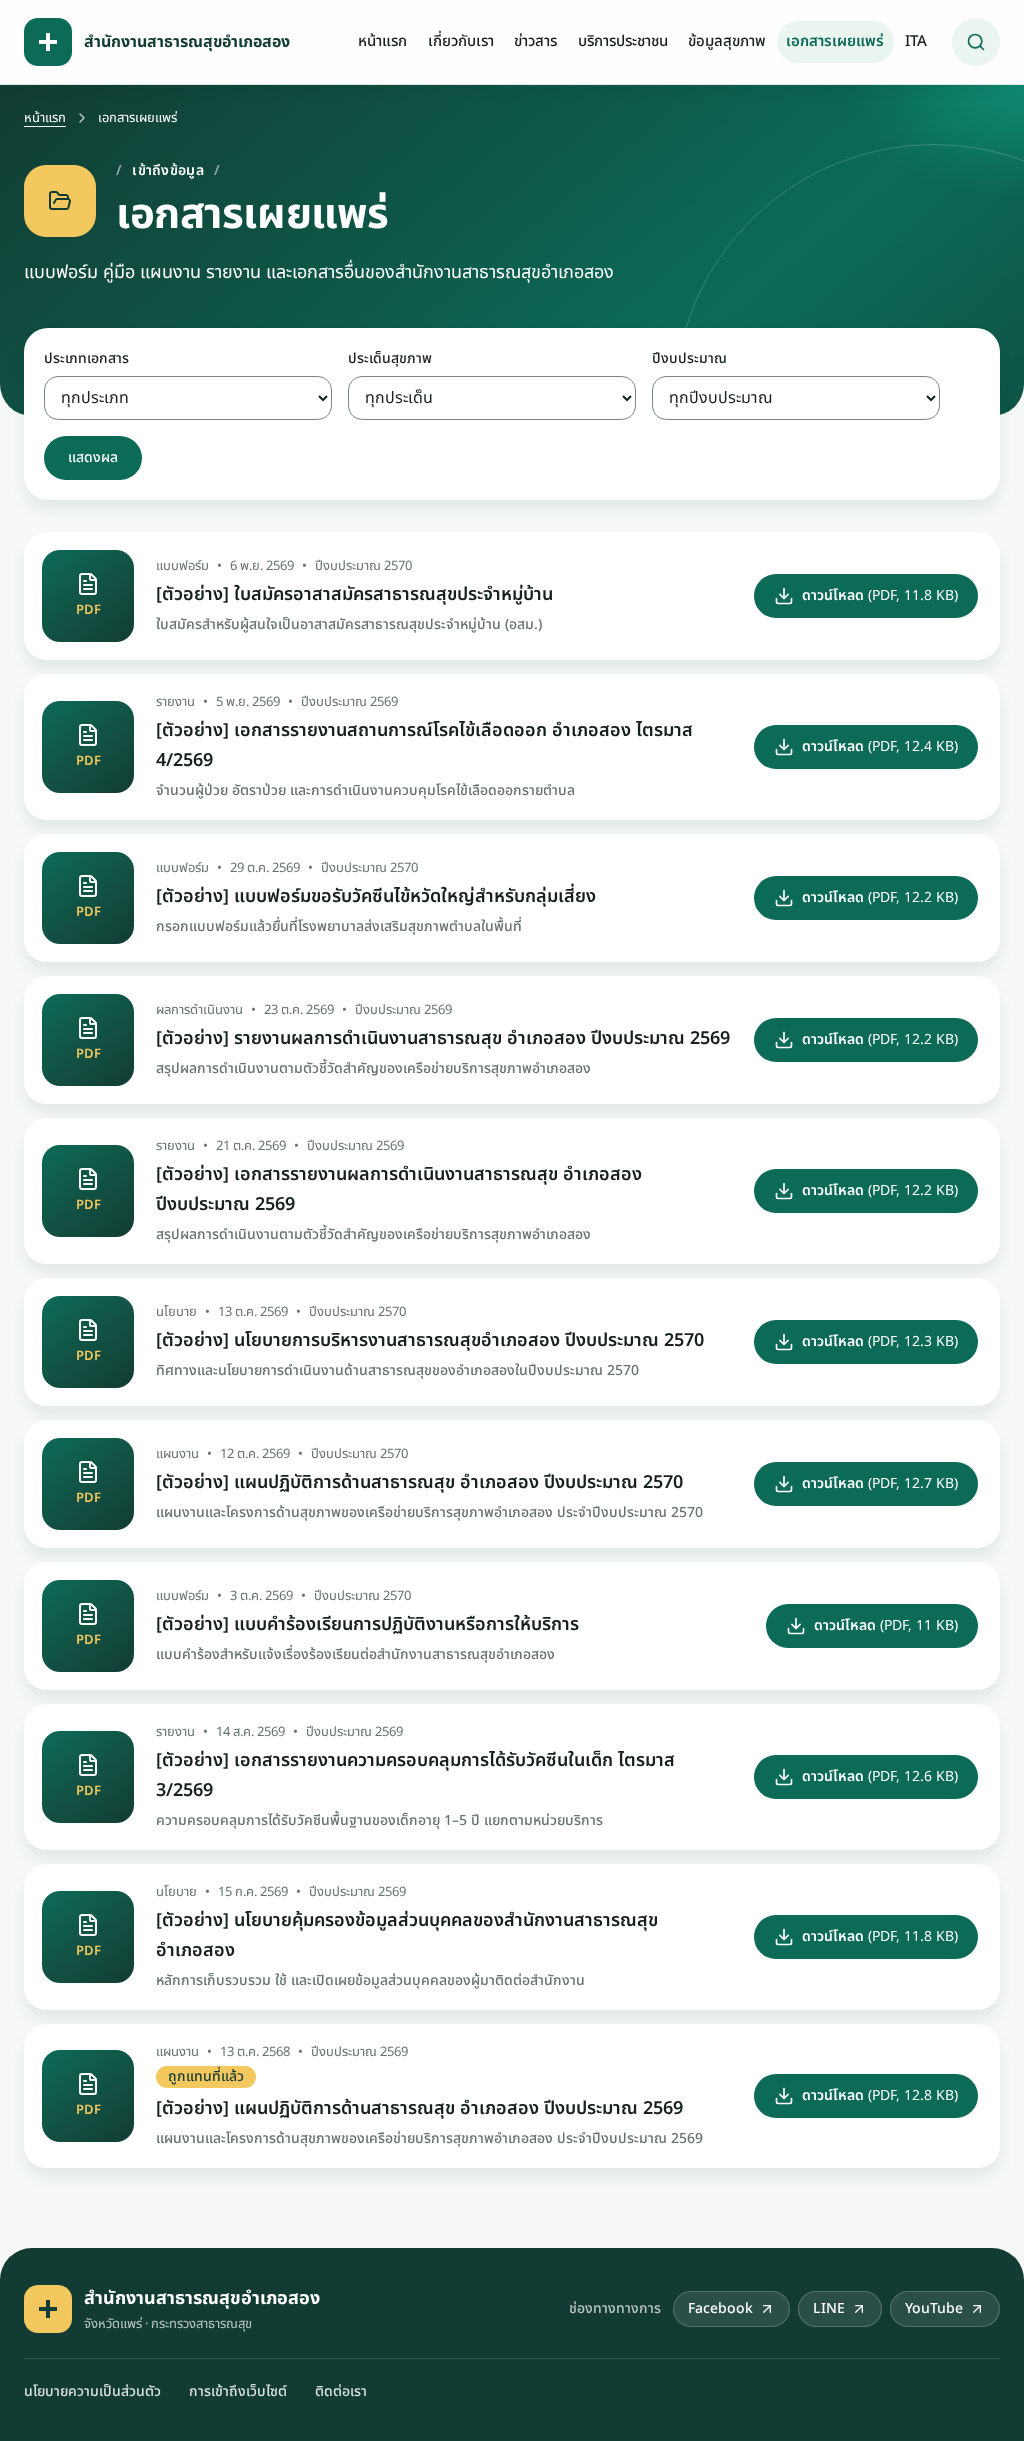 สำนักงานสาธารณสุขอำเภอสอง
หน้าแรก เกี่ยวกับเรา ข่าวสาร บริการประชาชน ข้อมูลสุขภาพ เอกสารเผยแพร่ ITA
หน้าแรก เอกสารเผยแพร่
/ เข้าถึงข้อมูล /
เอกสารเผยแพร่
แบบฟอร์ม คู่มือ แผนงาน รายงาน และเอกสารอื่นของสำนักงานสาธารณสุขอำเภอสอง
ประเภทเอกสาร ประเด็นสุขภาพ ปีงบประมาณ
ทุกประเภท ทุกประเด็น ทุกปีงบประมาณ
แสดงผล
แบบฟอร์ม • 6 พ.ย. 2569 • ปีงบประมาณ 2570
[ตัวอย่าง] ใบสมัครอาสาสมัครสาธารณสุขประจำหมู่บ้าน
ใบสมัครสำหรับผู้สนใจเป็นอาสาสมัครสาธารณสุขประจำหมู่บ้าน (อสม.)
PDF
ดาวน์โหลด (PDF, 11.8 KB)
รายงาน • 5 พ.ย. 2569 • ปีงบประมาณ 2569
[ตัวอย่าง] เอกสารรายงานสถานการณ์โรคไข้เลือดออก อำเภอสอง ไตรมาส
4/2569
จำนวนผู้ป่วย อัตราป่วย และการดำเนินงานควบคุมโรคไข้เลือดออกรายตำบล
PDF
ดาวน์โหลด (PDF, 12.4 KB)
แบบฟอร์ม • 29 ต.ค. 2569 • ปีงบประมาณ 2570
[ตัวอย่าง] แบบฟอร์มขอรับวัคซีนไข้หวัดใหญ่สำหรับกลุ่มเสี่ยง
กรอกแบบฟอร์มแล้วยื่นที่โรงพยาบาลส่งเสริมสุขภาพตำบลในพื้นที่
PDF
ดาวน์โหลด (PDF, 12.2 KB)
ผลการดำเนินงาน • 23 ต.ค. 2569 • ปีงบประมาณ 2569
[ตัวอย่าง] รายงานผลการดำเนินงานสาธารณสุข อำเภอสอง ปีงบประมาณ 2569
สรุปผลการดำเนินงานตามตัวชี้วัดสำคัญของเครือข่ายบริการสุขภาพอำเภอสอง
PDF
ดาวน์โหลด (PDF, 12.2 KB)
รายงาน • 21 ต.ค. 2569 • ปีงบประมาณ 2569
[ตัวอย่าง] เอกสารรายงานผลการดำเนินงานสาธารณสุข อำเภอสอง
ปีงบประมาณ 2569
สรุปผลการดำเนินงานตามตัวชี้วัดสำคัญของเครือข่ายบริการสุขภาพอำเภอสอง
PDF
ดาวน์โหลด (PDF, 12.2 KB)
นโยบาย • 13 ต.ค. 2569 • ปีงบประมาณ 2570
[ตัวอย่าง] นโยบายการบริหารงานสาธารณสุขอำเภอสอง ปีงบประมาณ 2570
ทิศทางและนโยบายการดำเนินงานด้านสาธารณสุขของอำเภอสองในปีงบประมาณ 2570
PDF
ดาวน์โหลด (PDF, 12.3 KB)
แผนงาน • 12 ต.ค. 2569 • ปีงบประมาณ 2570
[ตัวอย่าง] แผนปฏิบัติการด้านสาธารณสุข อำเภอสอง ปีงบประมาณ 2570
แผนงานและโครงการด้านสุขภาพของเครือข่ายบริการสุขภาพอำเภอสอง ประจำปีงบประมาณ 2570
PDF
ดาวน์โหลด (PDF, 12.7 KB)
แบบฟอร์ม • 3 ต.ค. 2569 • ปีงบประมาณ 2570
[ตัวอย่าง] แบบคำร้องเรียนการปฏิบัติงานหรือการให้บริการ
แบบคำร้องสำหรับแจ้งเรื่องร้องเรียนต่อสำนักงานสาธารณสุขอำเภอสอง
PDF
ดาวน์โหลด (PDF, 11 KB)
รายงาน • 14 ส.ค. 2569 • ปีงบประมาณ 2569
[ตัวอย่าง] เอกสารรายงานความครอบคลุมการได้รับวัคซีนในเด็ก ไตรมาส
3/2569
ความครอบคลุมการได้รับวัคซีนพื้นฐานของเด็กอายุ 1–5 ปี แยกตามหน่วยบริการ
PDF
ดาวน์โหลด (PDF, 12.6 KB)
นโยบาย • 15 ก.ค. 2569 • ปีงบประมาณ 2569
[ตัวอย่าง] นโยบายคุ้มครองข้อมูลส่วนบุคคลของสำนักงานสาธารณสุข
อำเภอสอง
หลักการเก็บรวบรวม ใช้ และเปิดเผยข้อมูลส่วนบุคคลของผู้มาติดต่อสำนักงาน
PDF
ดาวน์โหลด (PDF, 11.8 KB)
แผนงาน • 13 ต.ค. 2568 • ปีงบประมาณ 2569
ถูกแทนที่แล้ว
[ตัวอย่าง] แผนปฏิบัติการด้านสาธารณสุข อำเภอสอง ปีงบประมาณ 2569
แผนงานและโครงการด้านสุขภาพของเครือข่ายบริการสุขภาพอำเภอสอง ประจำปีงบประมาณ 2569
PDF
ดาวน์โหลด (PDF, 12.8 KB)
สำนักงานสาธารณสุขอำเภอสอง
จังหวัดแพร่ · กระทรวงสาธารณสุข
ช่องทางทางการ Facebook LINE YouTube
นโยบายความเป็นส่วนตัว การเข้าถึงเว็บไซต์ ติดต่อเรา